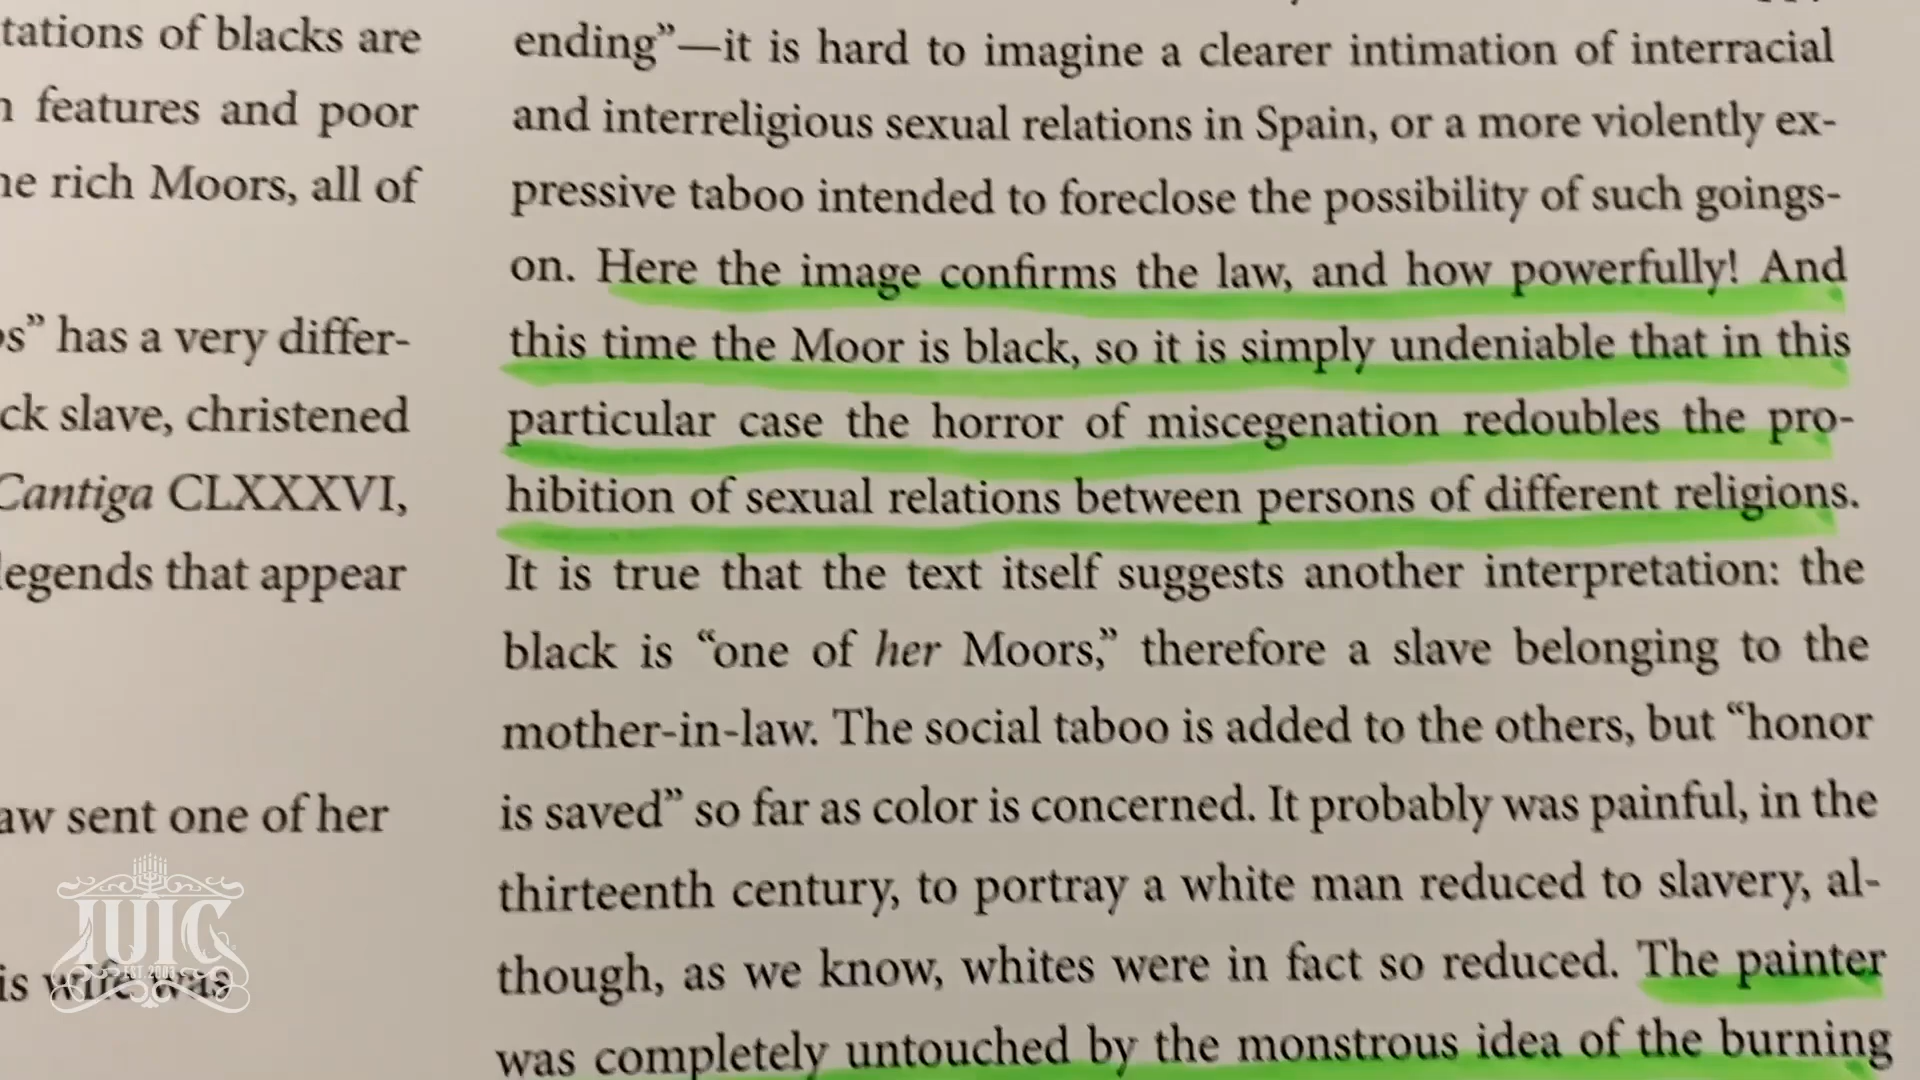 tations of blacks are
features and poor
rich Moors, all of
has a very differ-
slave, christened
Cantiga CLXXXVI,
legends that appear
sent one of her
is wife was
ending”—it is hard to imagine a clearer intimation of interracial
and interreligious sexual relations in Spain, or a more violently ex-
pressive taboo intended to foreclose the possibility of such goings-
on. Here the image confirms the law, and how powerfully! And
this time the Moor is black, so it is simply undeniable that in this
particular case the horror of miscegenation redoubles the pro-
hibition of sexual relations between persons of different religions.
It is true that the text itself suggests another interpretation: the
black is “one of her Moors,” therefore a slave belonging to the
mother-in-law. The social taboo is added to the others, but “honor
is saved” so far as color is concerned. It probably was painful, in the
thirteenth century, to portray a white man reduced to slavery, al-
though, as we know, whites were in fact so reduced. The painter
was completely untouched by the monstrous idea of the burning
IUIC
EST. 2003